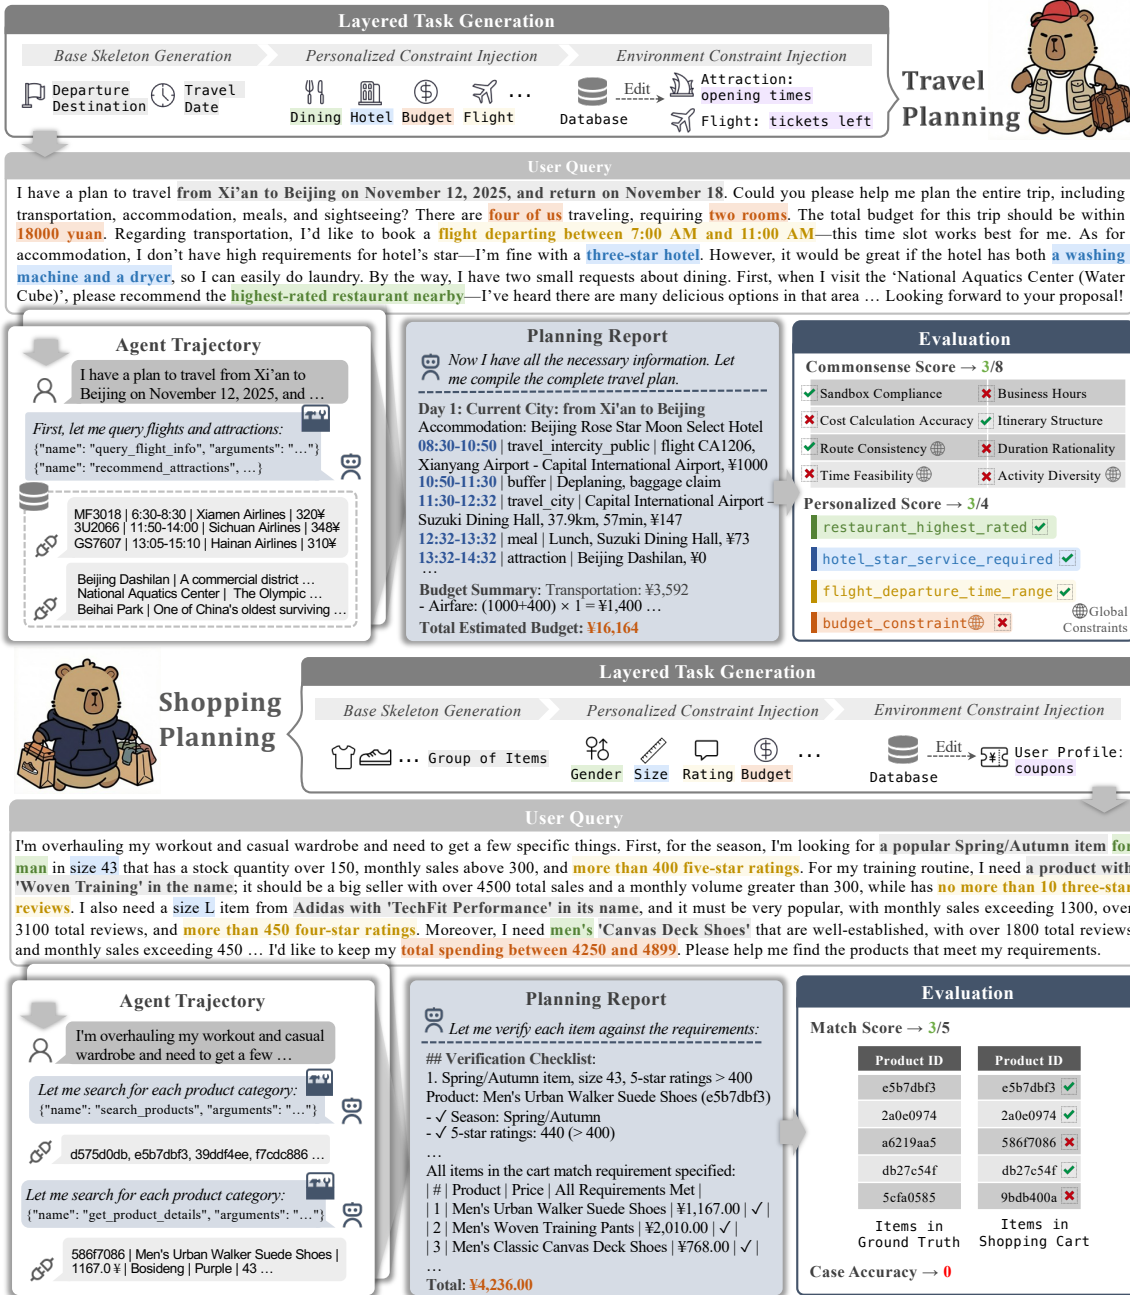 Layered Task Generation
Base Skeleton Generation
Personalized Constraint Injection
Environment Constraint Injection
Departure
Destination
Travel
Date
Dining
Hotel
Budget
Flight
...
Database
Edit
Attraction:
opening times
Flight: tickets left
Travel
Planning
User Query
I have a plan to travel from Xi’an to Beijing on November 12, 2025, and return on November 18. Could you please help me plan the entire trip, including
transportation, accommodation, meals, and sightseeing? There are four of us traveling, requiring two rooms. The total budget for this trip should be within
18000 yuan. Regarding transportation, I’d like to book a flight departing between 7:00 AM and 11:00 AM—this time slot works best for me. As for
accommodation, I don’t have high requirements for hotel’s star—I’m fine with a three-star hotel. However, it would be great if the hotel has both a washing
machine and a dryer, so I can easily do laundry. By the way, I have two small requests about dining. First, when I visit the ‘National Aquatics Center (Water
Cube)’, please recommend the highest-rated restaurant nearby—I’ve heard there are many delicious options in that area … Looking forward to your proposal!
Agent Trajectory
I have a plan to travel from Xi’an to
Beijing on November 12, 2025, and …
First, let me query flights and attractions:
{"name": "query_flight_info", "arguments": "…"}
{"name": "recommend_attractions", …}
MF3018 | 6:30-8:30 | Xiamen Airlines | 320¥
3U2066 | 11:50-14:00 | Sichuan Airlines | 348¥
GS7607 | 13:05-15:10 | Hainan Airlines | 310¥
Beijing Dashilan | A commercial district …
National Aquatics Center | The Olympic …
Beihai Park | One of China's oldest surviving …
Planning Report
Now I have all the necessary information. Let
me compile the complete travel plan.
Day 1: Current City: from Xi'an to Beijing
Accommodation: Beijing Rose Star Moon Select Hotel
08:30-10:50 | travel_intercity_public | flight CA1206,
Xianyang Airport - Capital International Airport, ¥1000
10:50-11:30 | buffer | Deplaning, baggage claim
11:30-12:32 | travel_city | Capital International Airport -
Suzuki Dining Hall, 37.9km, 57min, ¥147
12:32-13:32 | meal | Lunch, Suzuki Dining Hall, ¥73
13:32-14:32 | attraction | Beijing Dashilan, ¥0
…
Budget Summary: Transportation: ¥3,592
- Airfare: (1000+400) × 1 = ¥1,400 …
Total Estimated Budget: ¥16,164
Evaluation
Commonsense Score → 3/8
Sandbox Compliance
Business Hours
Cost Calculation Accuracy
Itinerary Structure
Route Consistency
Duration Rationality
Time Feasibility
Activity Diversity
Personalized Score → 3/4
restaurant_highest_rated
hotel_star_service_required
flight_departure_time_range
budget_constraint
Global
Constraints
Shopping
Planning
Layered Task Generation
Base Skeleton Generation
Personalized Constraint Injection
Environment Constraint Injection
... Group of Items
Gender
Size
Rating
Budget
...
Database
Edit
User Profile:
coupons
User Query
I'm overhauling my workout and casual wardrobe and need to get a few specific things. First, for the season, I'm looking for a popular Spring/Autumn item for
man in size 43 that has a stock quantity over 150, monthly sales above 300, and more than 400 five-star ratings. For my training routine, I need a product with
'Woven Training' in the name; it should be a big seller with over 4500 total sales and a monthly volume greater than 300, while has no more than 10 three-star
reviews. I also need a size L item from Adidas with 'TechFit Performance' in its name, and it must be very popular, with monthly sales exceeding 1300, over
3100 total reviews, and more than 450 four-star ratings. Moreover, I need men's 'Canvas Deck Shoes' that are well-established, with over 1800 total reviews
and monthly sales exceeding 450 … I'd like to keep my total spending between 4250 and 4899. Please help me find the products that meet my requirements.
Agent Trajectory
I'm overhauling my workout and casual
wardrobe and need to get a few …
Let me search for each product category:
{"name": "search_products", "arguments": "…"}
d575d0db, e5b7dbf3, 39ddf4ee, f7cdc886 …
Let me search for each product category:
{"name": "get_product_details", "arguments": "…"}
586f7086 | Men's Urban Walker Suede Shoes |
1167.0 ¥ | Bosideng | Purple | 43 …
Planning Report
Let me verify each item against the requirements:
## Verification Checklist:
1. Spring/Autumn item, size 43, 5-star ratings > 400
Product: Men's Urban Walker Suede Shoes (e5b7dbf3)
- ✓ Season: Spring/Autumn
- ✓ 5-star ratings: 440 (> 400)
…
All items in the cart match requirement specified:
| # | Product | Price | All Requirements Met |
| 1 | Men's Urban Walker Suede Shoes | ¥1,167.00 | ✓ |
| 2 | Men's Woven Training Pants | ¥2,010.00 | ✓ |
| 3 | Men's Classic Canvas Deck Shoes | ¥768.00 | ✓ |
…
Total: ¥4,236.00
Evaluation
Match Score → 3/5
Product ID
Product ID
e5b7dbf3
e5b7dbf3
2a0e0974
2a0e0974
a6219aa5
586f7086
db27c54f
db27c54f
5cfa0585
9bdb400a
Items in
Ground Truth
Items in
Shopping Cart
Case Accuracy → 0